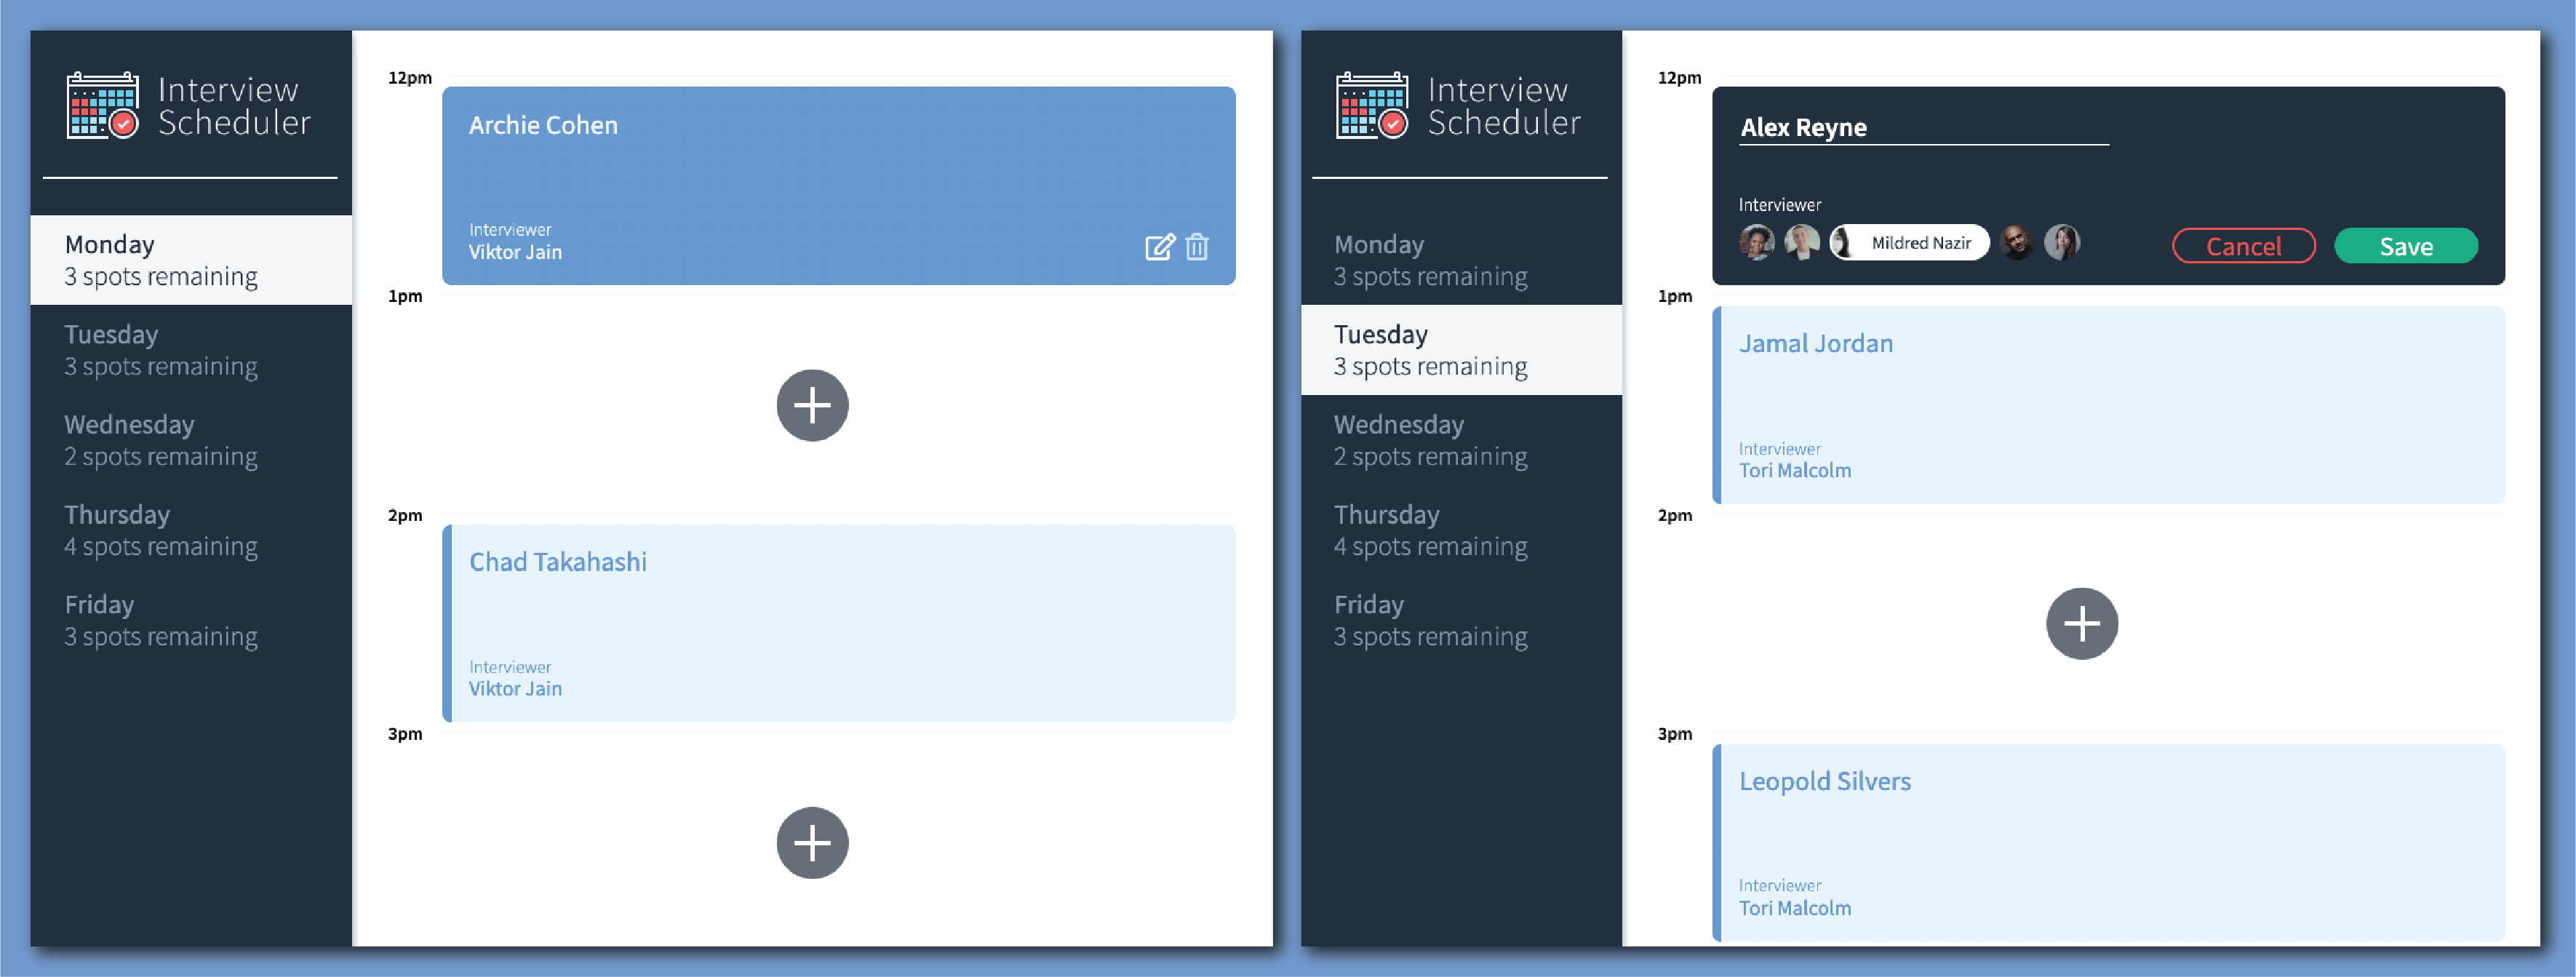 Interview
Scheduler
Monday
3 spots remaining
Tuesday
3 spots remaining
Wednesday
2 spots remaining
Thursday
4 spots remaining
Friday
3 spots remaining
12pm
Archie Cohen
Interviewer
Viktor Jain
1pm
2pm
Chad Takahashi
Interviewer
Viktor Jain
3pm
Interview
Scheduler
Monday
3 spots remaining
Tuesday
3 spots remaining
Wednesday
2 spots remaining
Thursday
4 spots remaining
Friday
3 spots remaining
12pm
Alex Reyne
Interviewer
Mildred Nazir
Cancel
Save
1pm
Jamal Jordan
Interviewer
Tori Malcolm
2pm
3pm
Leopold Silvers
Interviewer
Tori Malcolm